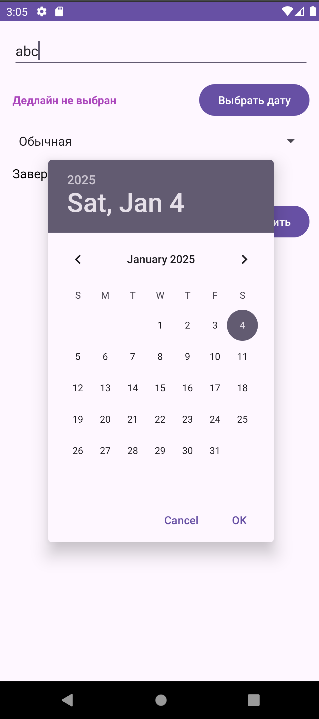 3:05
abc
Дедлайн не выбран
Выбрать дату
Обычная
Завер
ить
2025
Sat, Jan 4
January 2025
S M T W T F S
1 2 3 4
5 6 7 8 9 10 11
12 13 14 15 16 17 18
19 20 21 22 23 24 25
26 27 28 29 30 31
Cancel OK